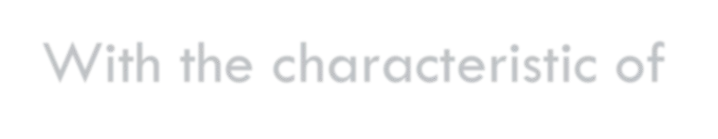 With the characteristic of